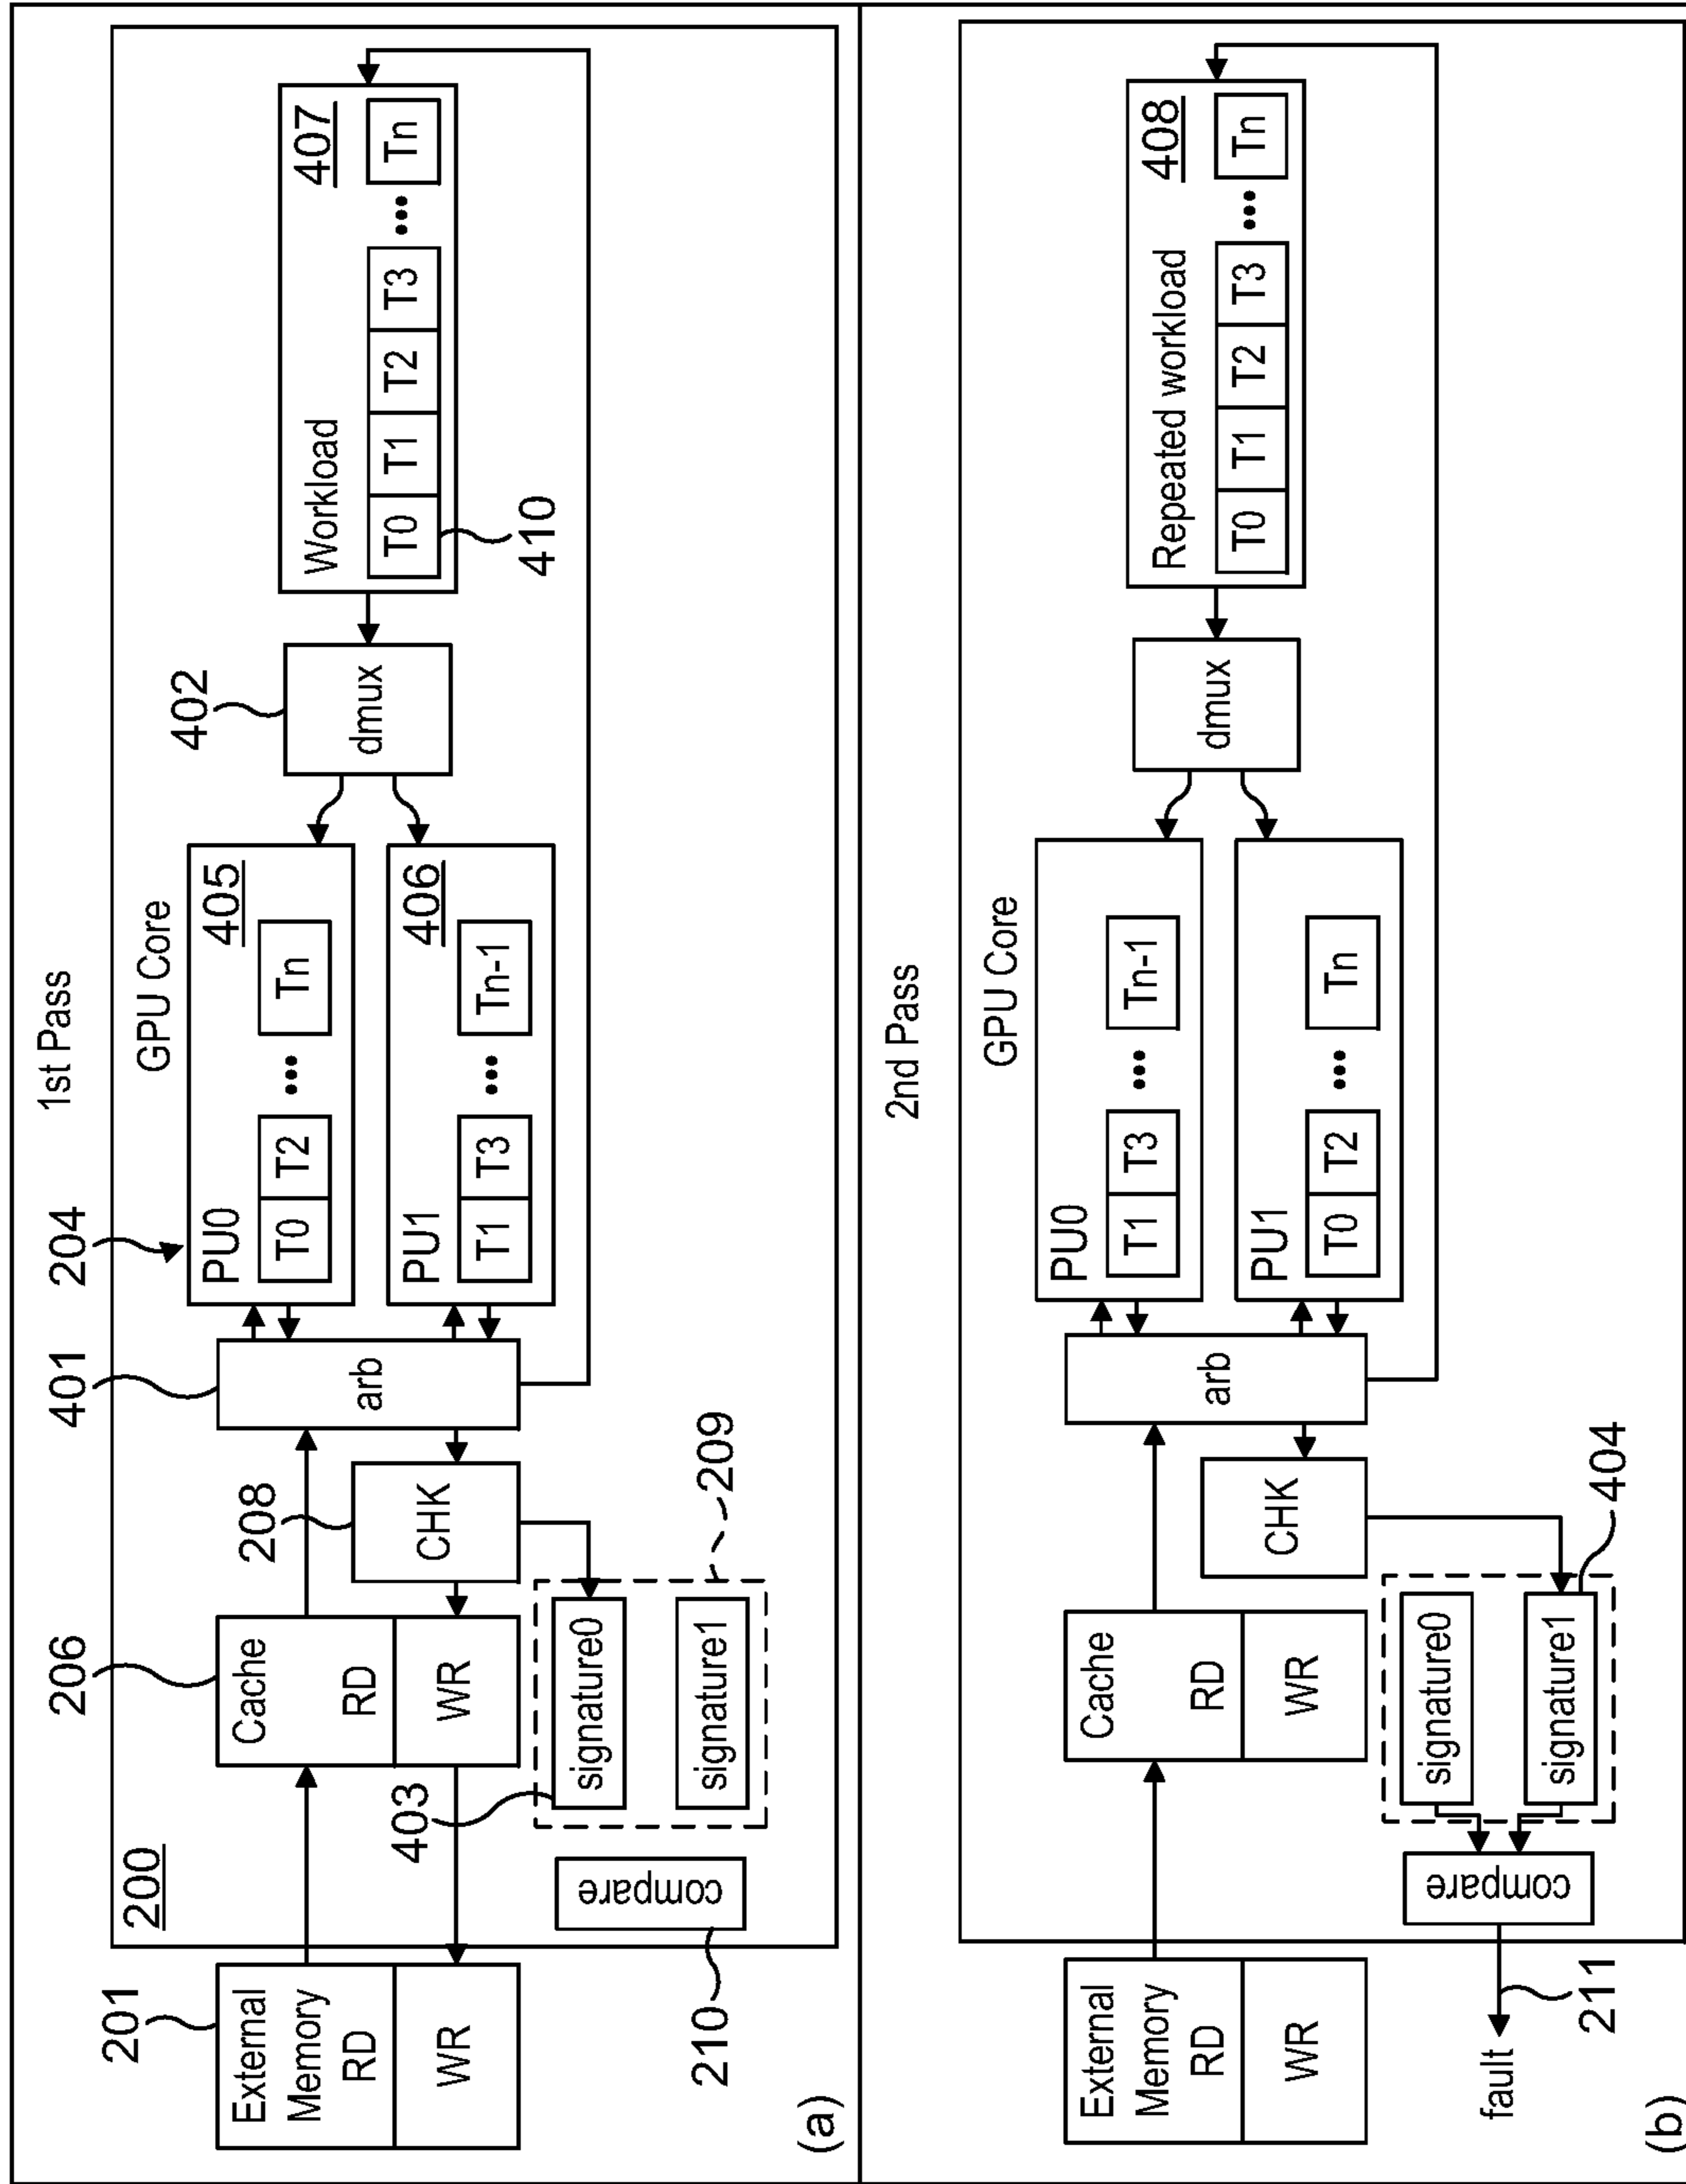 1st Pass
200
GPU Core
201
External
Memory
RD
WR
206
Cache
RD
WR
208
CHK
401
arb
204
PU0
405
T0
T2
•••
Tn
PU1
406
T1
T3
•••
Tn-1
402
dmux
Workload
407
T0
T1
T2
T3
•••
Tn
410
403
signature0
signature1
209
compare
210
(a)
2nd Pass
GPU Core
External
Memory
RD
WR
Cache
RD
WR
CHK
arb
PU0
T1
T3
•••
Tn-1
PU1
T0
T2
•••
Tn
dmux
Repeated workload
408
T0
T1
T2
T3
•••
Tn
signature0
signature1
404
compare
fault
211
(b)